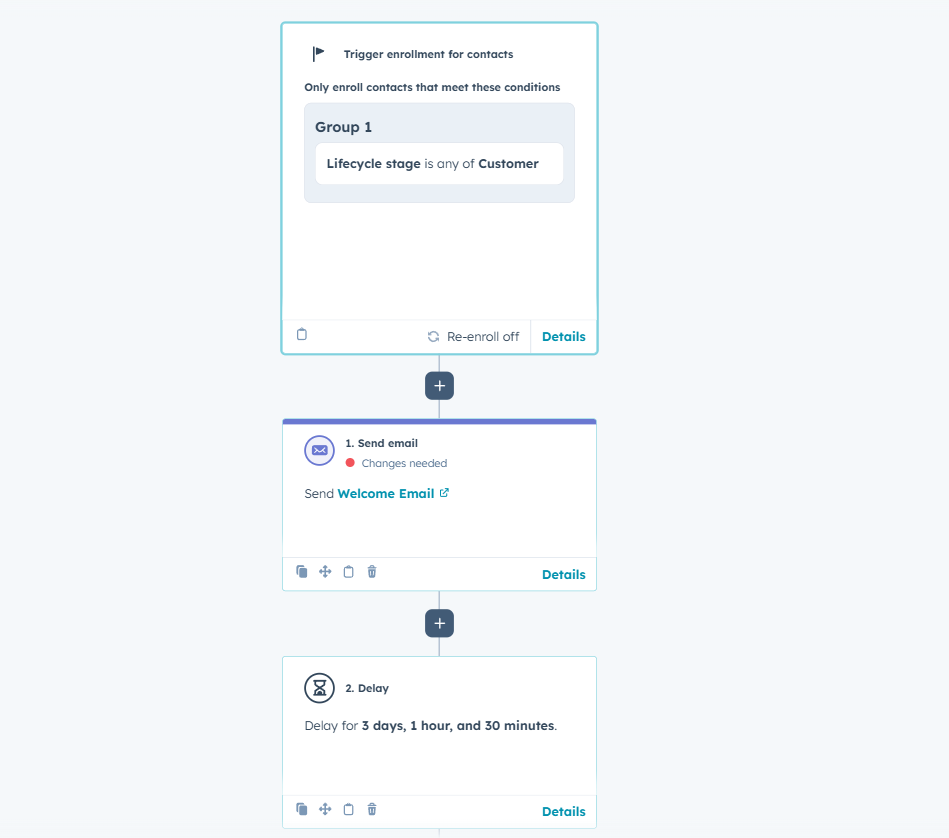 Trigger enrollment for contacts
Only enroll contacts that meet these conditions
Group 1
Lifecycle stage is any of Customer
Re-enroll off
Details
1. Send email
Changes needed
Send Welcome Email
Details
2. Delay
Delay for 3 days, 1 hour, and 30 minutes.
Details